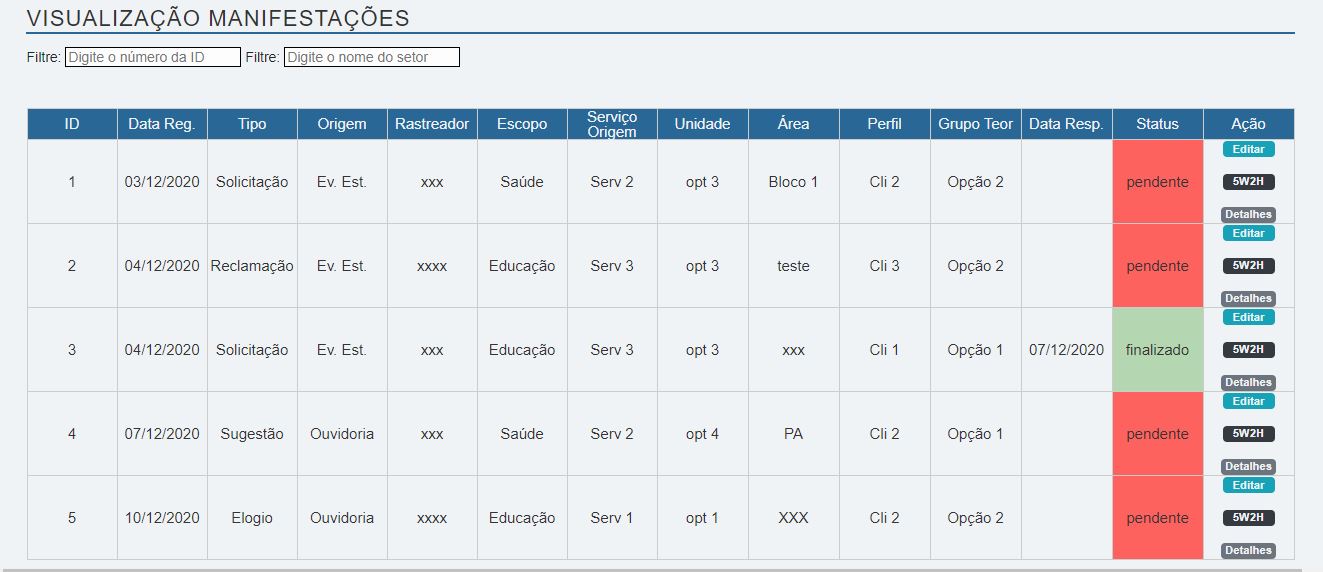 VISUALIZAÇÃO MANIFESTAÇÕES
Filtre: Digite o número da ID Filtre: Digite o nome do setor
ID Data Reg. Tipo Origem Rastreador Escopo Serviço Origem Unidade Área Perfil Grupo Teor Data Resp. Status Ação
1 03/12/2020 Solicitação Ev. Est. xxx Saúde Serv 2 opt 3 Bloco 1 Cli 2 Opção 2 pendente Editar
5W2H
Detalhes
2 04/12/2020 Reclamação Ev. Est. xxxx Educação Serv 3 opt 3 teste Cli 3 Opção 2 pendente Editar
5W2H
Detalhes
3 04/12/2020 Solicitação Ev. Est. xxx Educação Serv 3 opt 3 xxx Cli 1 Opção 1 07/12/2020 finalizado Editar
5W2H
Detalhes
4 07/12/2020 Sugestão Ouvidoria xxx Saúde Serv 2 opt 4 PA Cli 2 Opção 1 pendente Editar
5W2H
Detalhes
5 10/12/2020 Elogio Ouvidoria xxxx Educação Serv 1 opt 1 XXX Cli 2 Opção 2 pendente Editar
5W2H
Detalhes